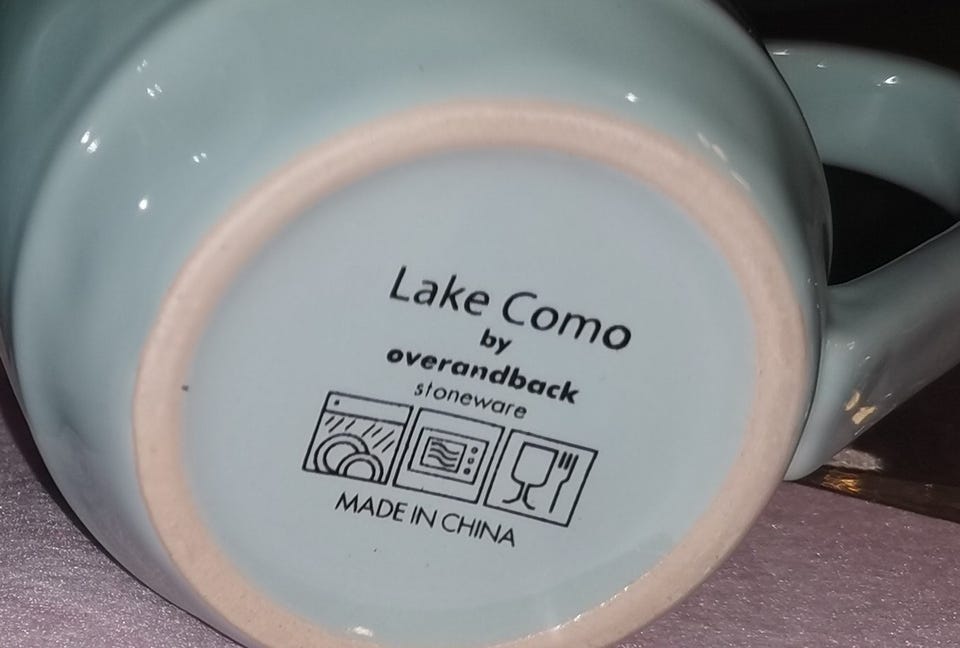 Lake Como
by
overandback
stoneware
MADE IN CHINA